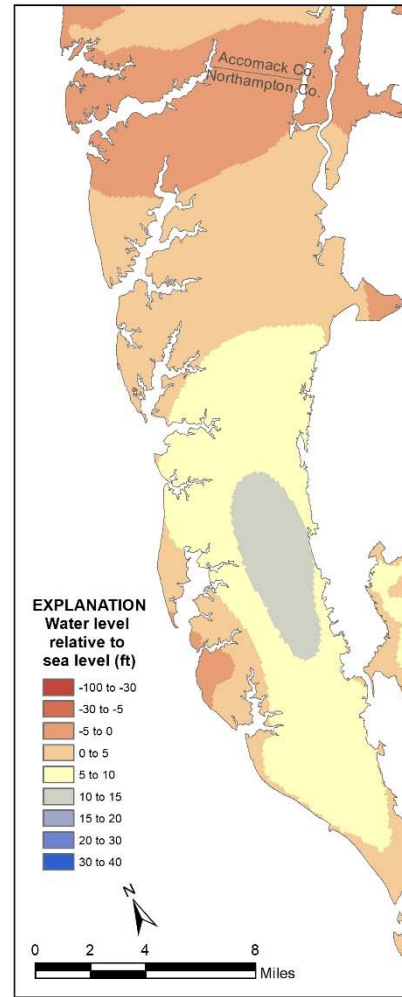 Accomack Co.
Northampton Co.
EXPLANATION
Water level
relative to
sea level (ft)
-100 to -30
-30 to -5
-5 to 0
0 to 5
5 to 10
10 to 15
15 to 20
20 to 30
30 to 40
N
0 2 4 8
Miles